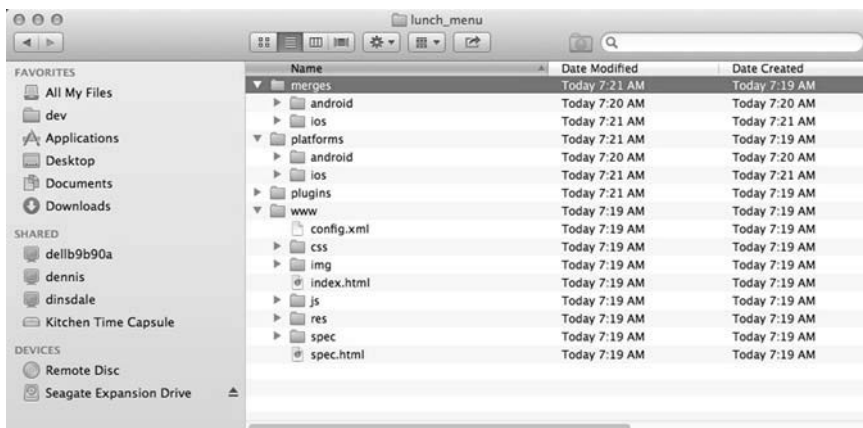 lunch_menu
FAVORITES
All My Files
dev
Applications
Desktop
Documents
Downloads
SHARED
dellb9b90a
dennis
dinsdale
Kitchen Time Capsule
DEVICES
Remote Disc
Seagate Expansion Drive
Name Date Modified Date Created
merges Today 7:21 AM Today 7:19 AM
android Today 7:20 AM Today 7:20 AM
ios Today 7:21 AM Today 7:21 AM
platforms Today 7:21 AM Today 7:19 AM
android Today 7:20 AM Today 7:20 AM
ios Today 7:21 AM Today 7:21 AM
plugins Today 7:21 AM Today 7:19 AM
www Today 7:19 AM Today 7:19 AM
config.xml Today 7:19 AM Today 7:19 AM
css Today 7:19 AM Today 7:19 AM
img Today 7:19 AM Today 7:19 AM
index.html Today 7:19 AM Today 7:19 AM
js Today 7:19 AM Today 7:19 AM
res Today 7:19 AM Today 7:19 AM
spec Today 7:19 AM Today 7:19 AM
spec.html Today 7:19 AM Today 7:19 AM